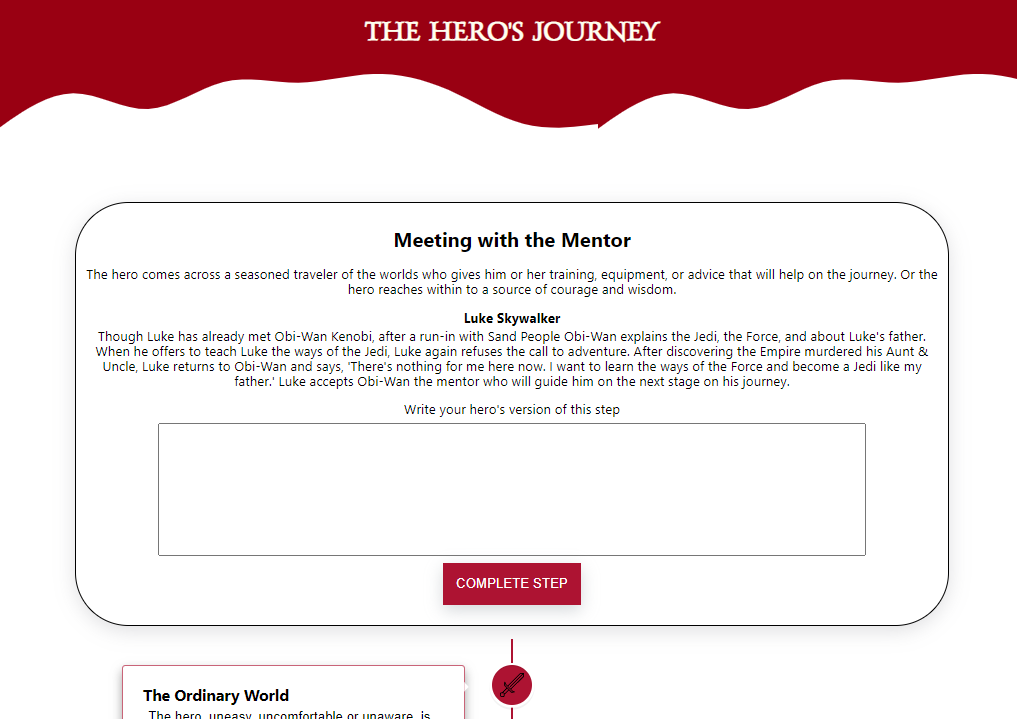 THE HERO'S JOURNEY
Meeting with the Mentor
The hero comes across a seasoned traveler of the worlds who gives him or her training, equipment, or advice that will help on the journey. Or the
hero reaches within to a source of courage and wisdom.
Luke Skywalker
Though Luke has already met Obi-Wan Kenobi, after a run-in with Sand People Obi-Wan explains the Jedi, the Force, and about Luke's father.
When he offers to teach Luke the ways of the Jedi, Luke again refuses the call to adventure. After discovering the Empire murdered his Aunt &
Uncle, Luke returns to Obi-Wan and says, 'There's nothing for me here now. I want to learn the ways of the Force and become a Jedi like my
father.' Luke accepts Obi-Wan the mentor who will guide him on the next stage on his journey.
Write your hero's version of this step
COMPLETE STEP
The Ordinary World
The hero, uneasy, uncomfortable or unaware, is